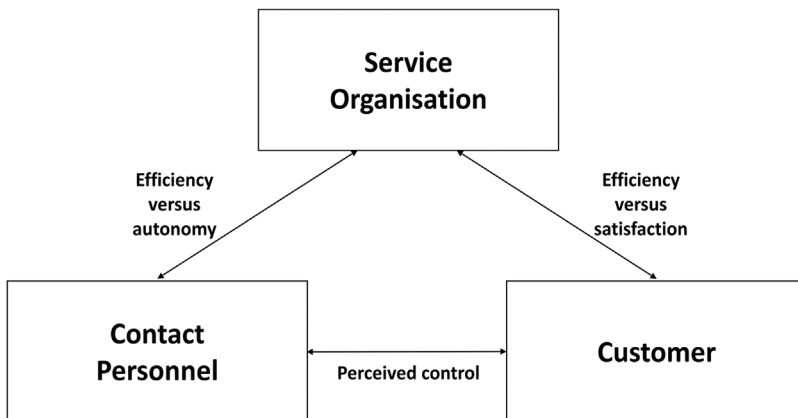 Service
Organisation
Efficiency
versus
autonomy
Efficiency
versus
satisfaction
Contact
Personnel
Perceived control
Customer